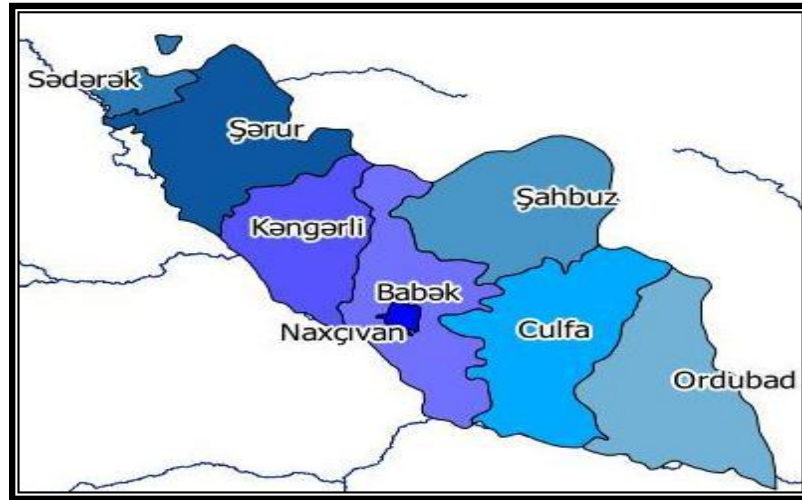 Sədərək
Şərur
Şahbuz
Kəngərli
Babək
Naxçıvan
Culfa
Ordubad